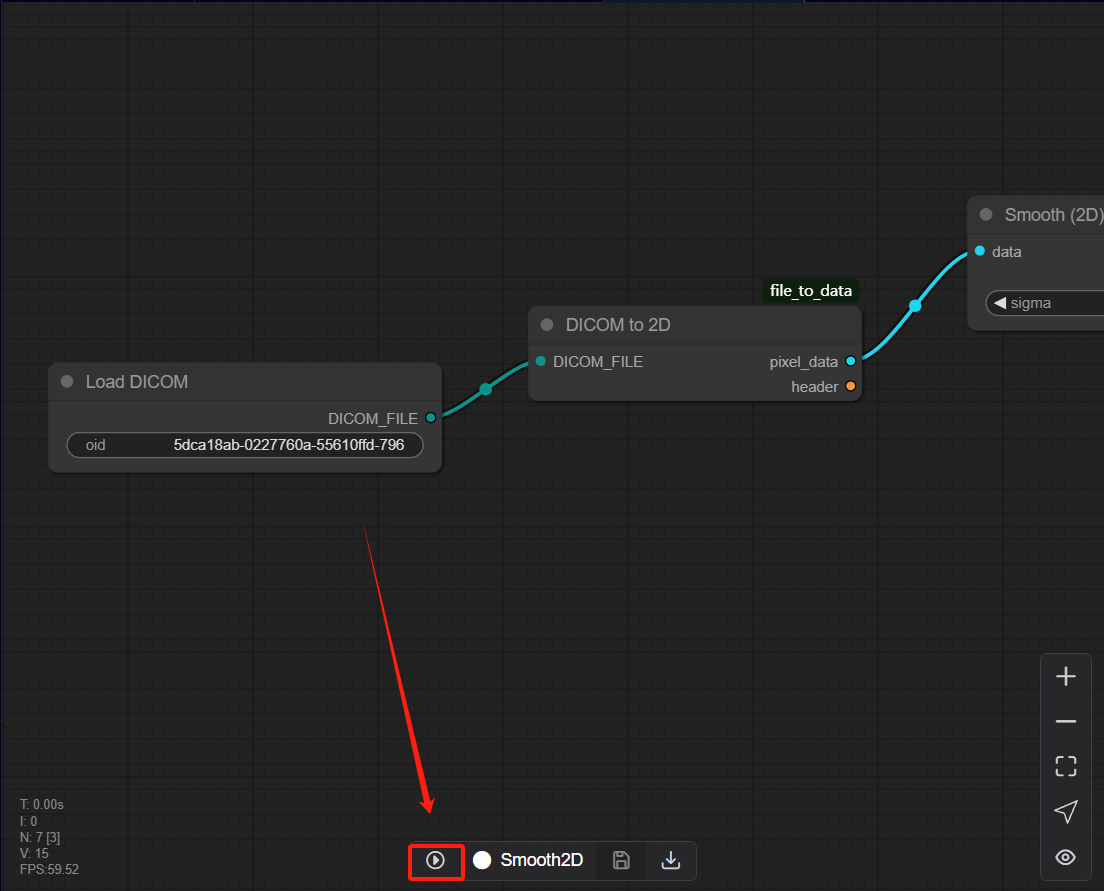 Smooth (2D)
data
sigma
file_to_data
DICOM to 2D
DICOM_FILE
pixel_data
header
Load DICOM
DICOM_FILE
oid 5dca18ab-0227760a-55610ffd-796
T: 0.00s
I: 0
N: 7 [3]
V: 15
FPS:59.52
Smooth2D